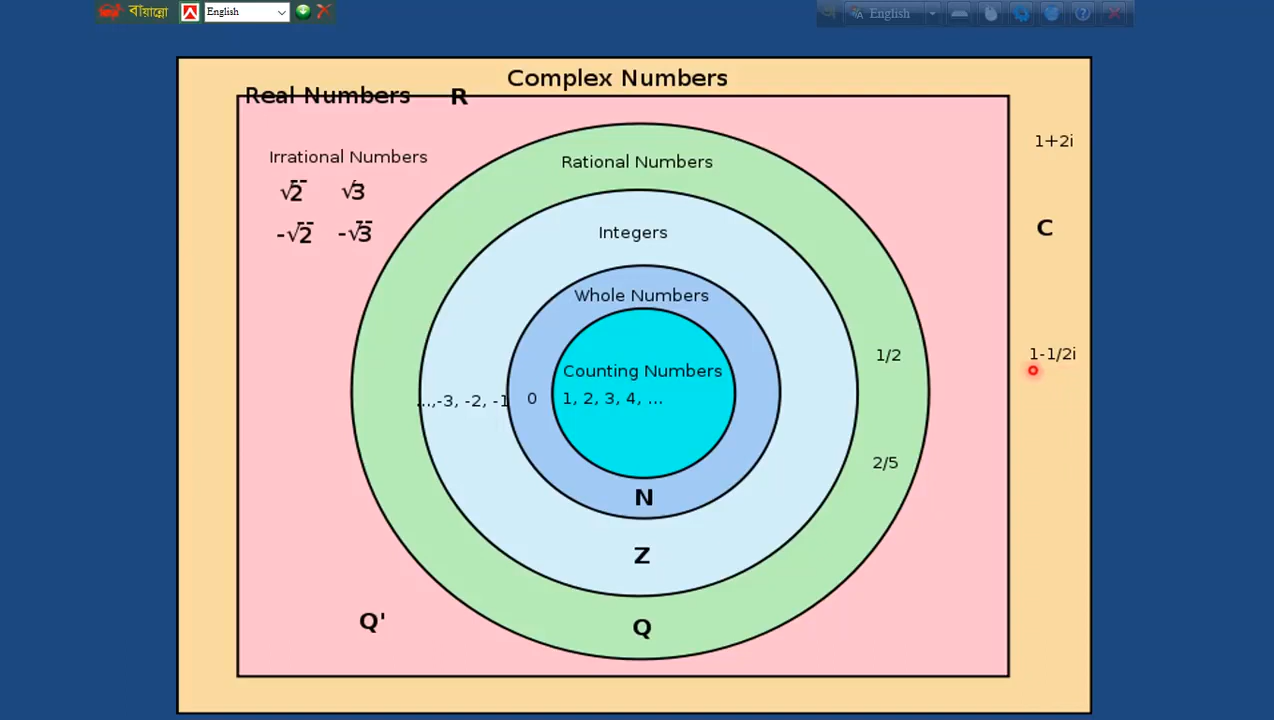 বাঁয়ান্নো English
English
Complex Numbers
Real Numbers R
1+2i
Irrational Numbers
Rational Numbers
√2 √3
-√2 -√3
Integers
C
Whole Numbers
1-1/2i
1/2
Counting Numbers
...,-3, -2, -1 0 1, 2, 3, 4, ...
2/5
N
Z
Q' Q